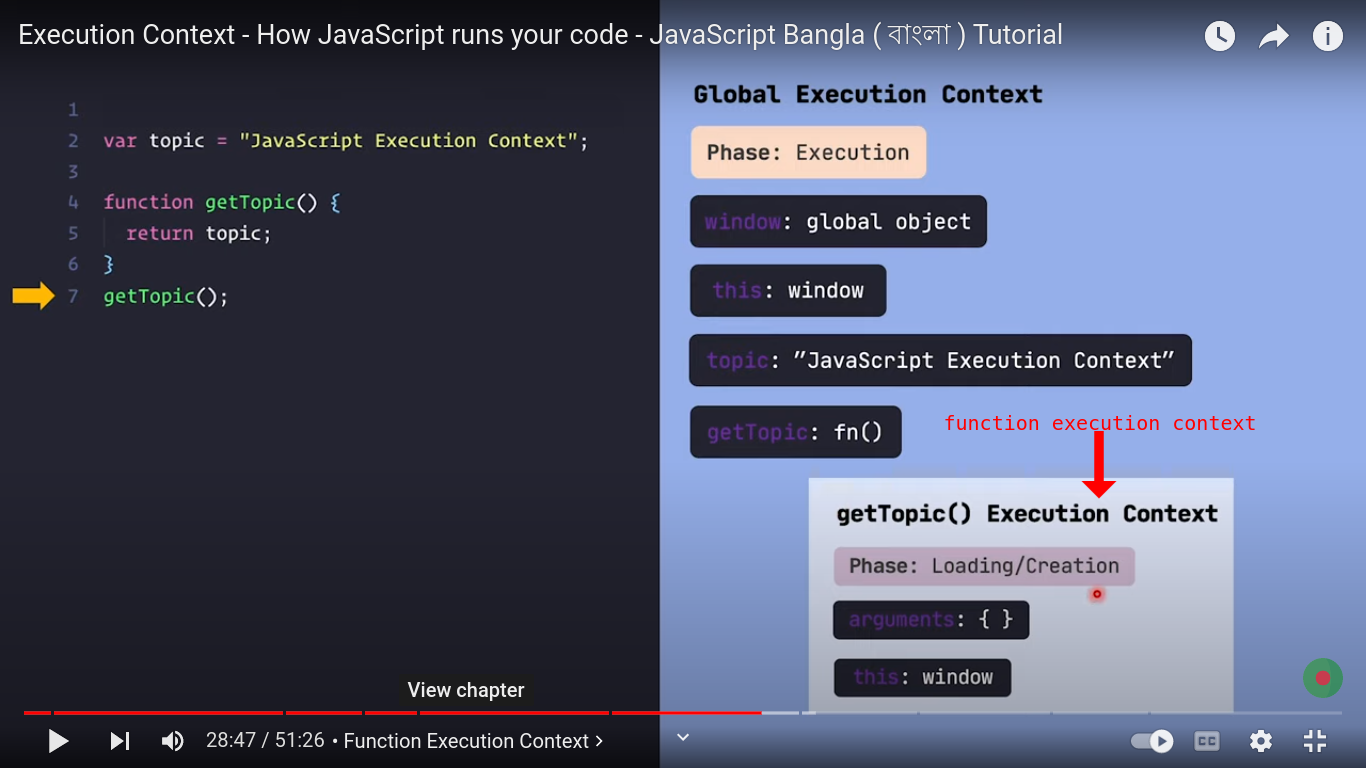 Execution Context - How JavaScript runs your code - JavaScript Bangla ( বাংলা ) Tutorial
1
2 var topic = "JavaScript Execution Context";
3
4 function getTopic() {
5 return topic;
6 }
7 getTopic();
Global Execution Context
Phase: Execution
window: global object
this: window
topic: ”JavaScript Execution Context”
getTopic: fn()
function execution context
getTopic() Execution Context
Phase: Loading/Creation
arguments: { }
this: window
View chapter
28:47 / 51:26 • Function Execution Context
CC